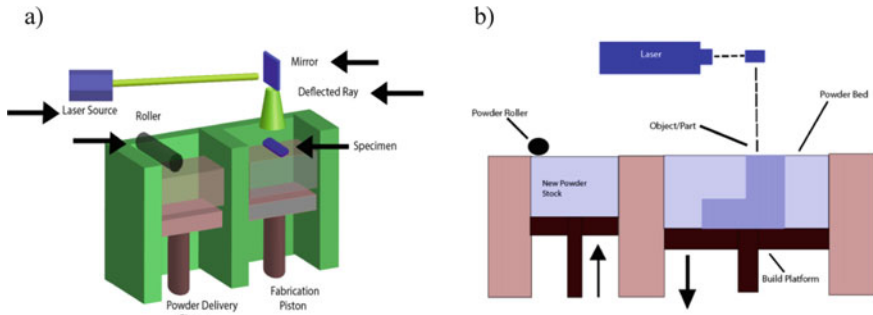 a)
Mirror
Deflected Ray
Laser Source
Roller
Specimen
Powder Delivery
Fabrication
Piston
b)
Laser
Powder Bed
Powder Roller
Object/Part
New Powder
Stock
Build Platform